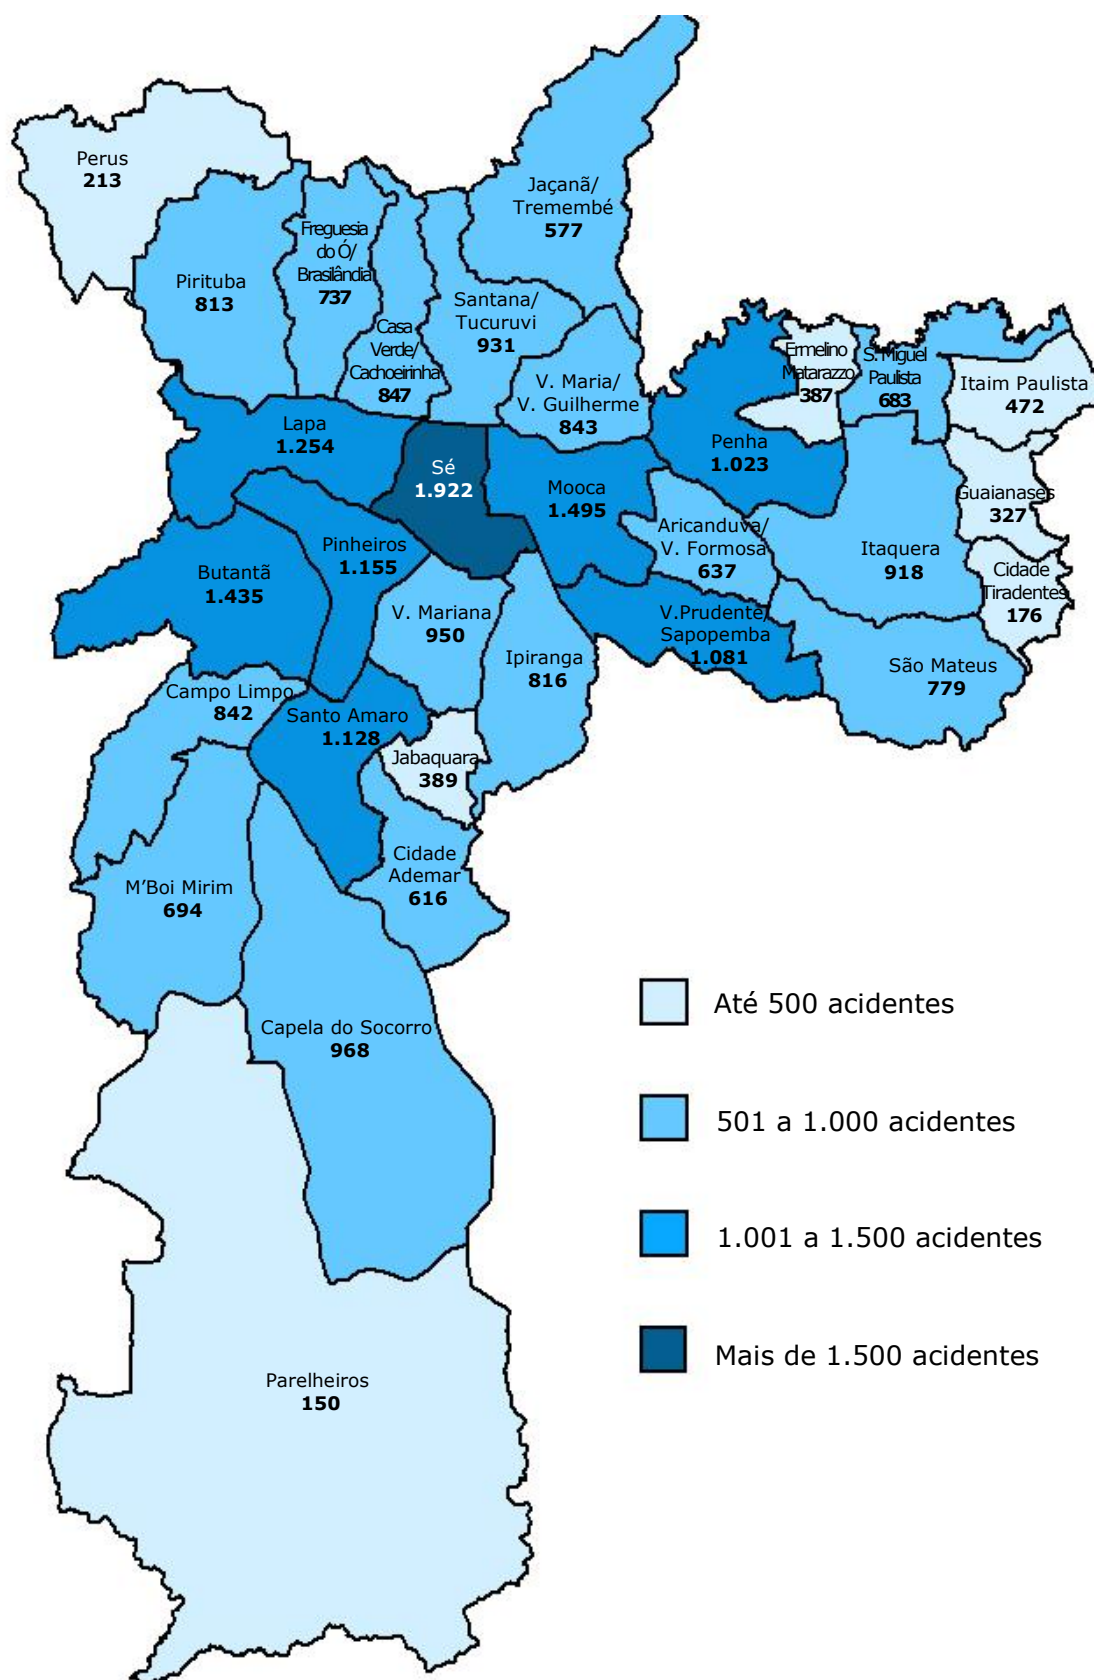 Perus
213
Jaçanã/
Tremembé
577
Pirituba
813
Freguesia
do Ó/
Brasilândia
737
Casa
Verde/
Cachoeirinha
847
Santana/
Tucuruvi
931
V. Maria/
V. Guilherme
843
Ermelino
Matarazzo
387
S. Miguel
Paulista
683
Itaim Paulista
472
Lapa
1.254
Sé
1.922
Mooca
1.495
Penha
1.023
Guaianases
327
Aricanduva/
V. Formosa
637
Itaquera
918
Cidade
Tiradentes
176
Butantã
1.435
Pinheiros
1.155
V. Mariana
950
Ipiranga
816
V.Prudente/
Sapopemba
1.081
São Mateus
779
Campo Limpo
842
Santo Amaro
1.128
Jabaquara
389
Cidade
Ademar
616
M'Boi Mirim
694
Capela do Socorro
968
Parelheiros
150
Até 500 acidentes
501 a 1.000 acidentes
1.001 a 1.500 acidentes
Mais de 1.500 acidentes